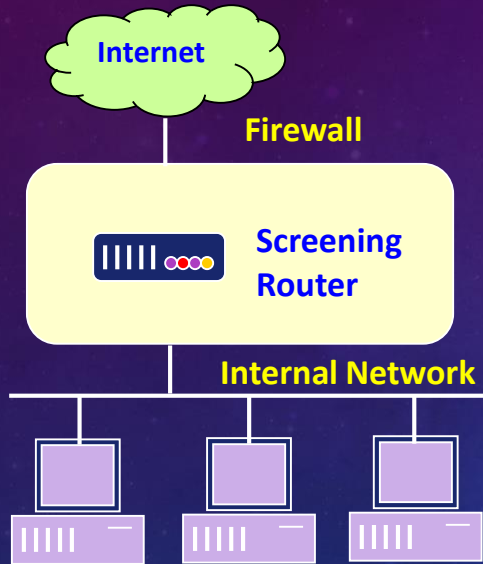 Internet
Firewall
Screening
Router
Internal Network